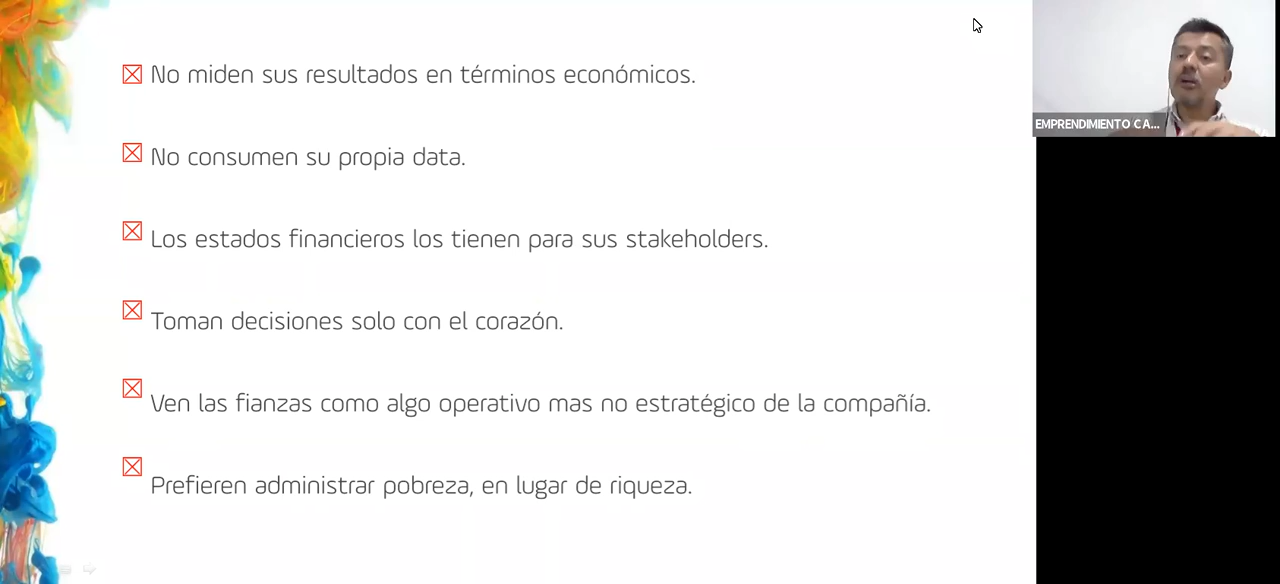 No miden sus resultados en términos económicos.
EMPRENDIMIENTO CA...
No consumen su propia data.
Los estados financieros los tienen para sus stakeholders.
Toman decisiones solo con el corazón.
Ven las fianzas como algo operativo mas no estratégico de la compañía.
Prefieren administrar pobreza, en lugar de riqueza.